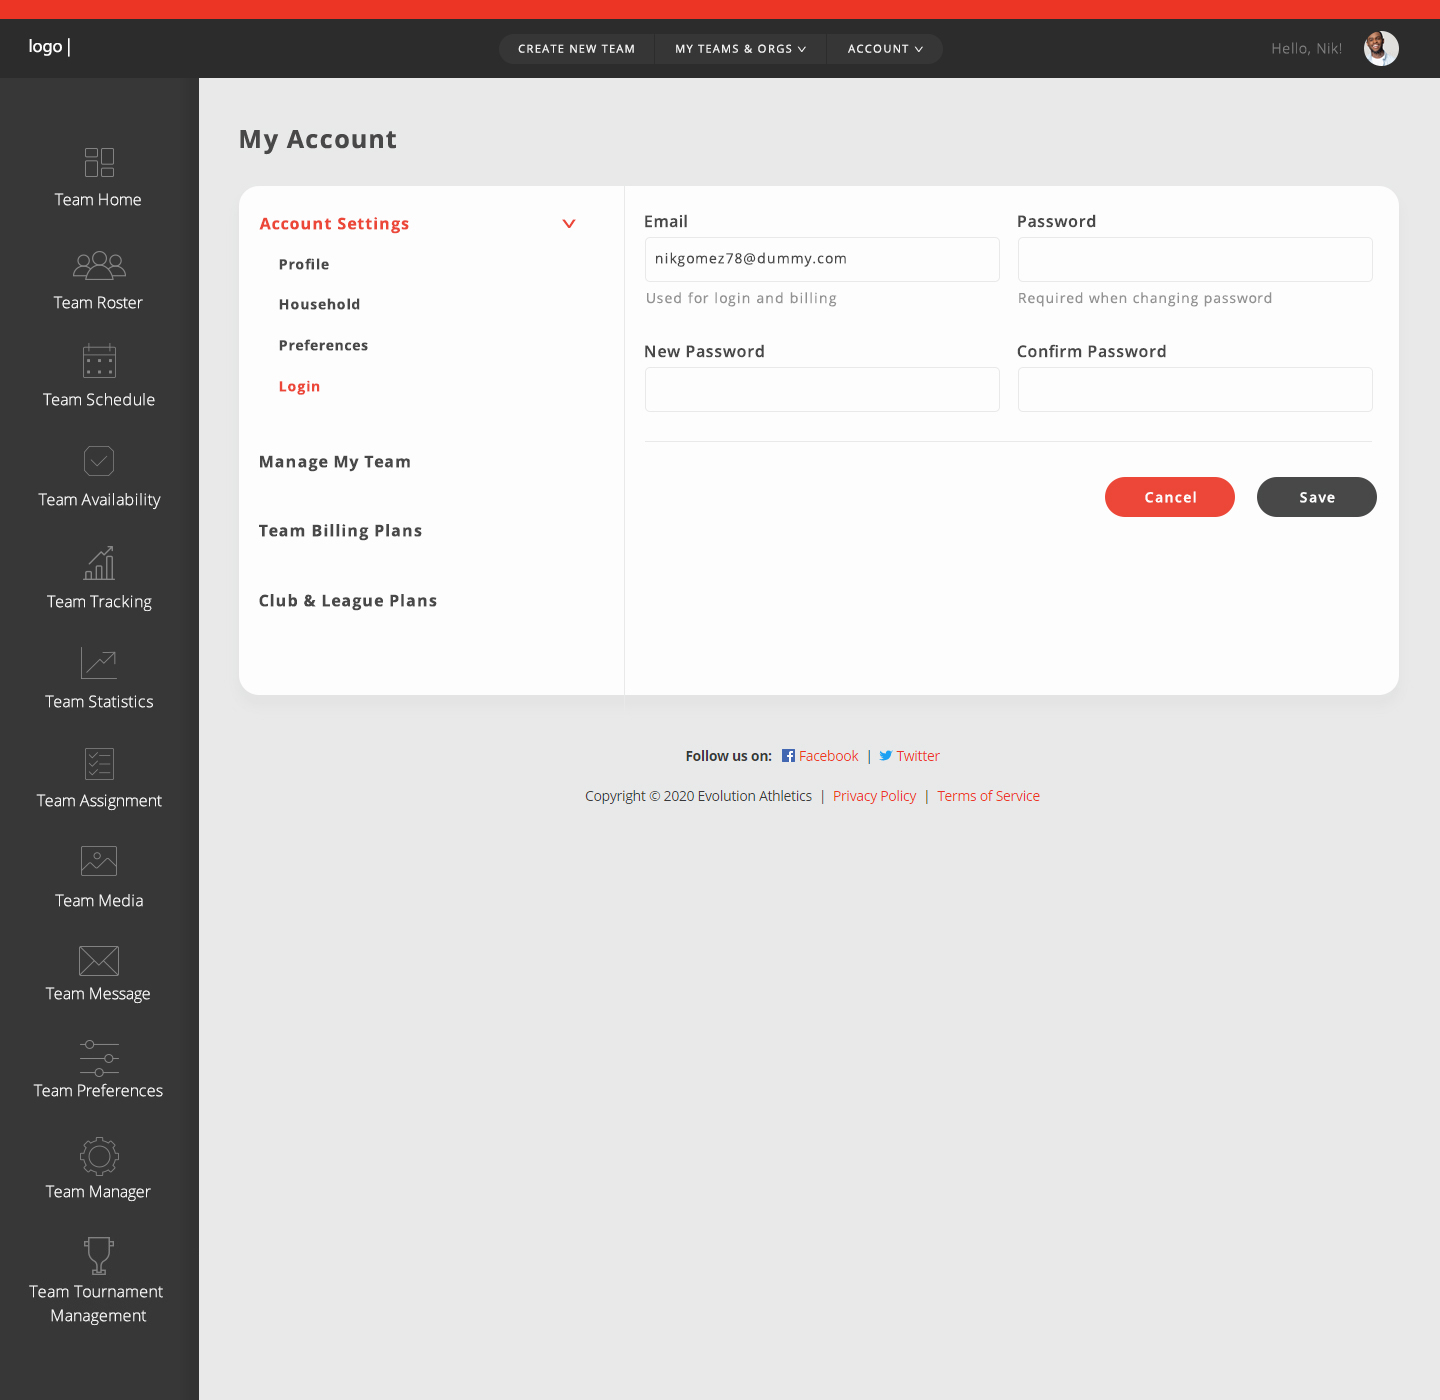 logo |
CREATE NEW TEAM
MY TEAMS & ORGS
ACCOUNT
Hello, Nik!
Team Home
Team Roster
Team Schedule
Team Availability
Team Tracking
Team Statistics
Team Assignment
Team Media
Team Message
Team Preferences
Team Manager
Team Tournament
Management
My Account
Account Settings
Profile
Household
Preferences
Login
Manage My Team
Team Billing Plans
Club & League Plans
Email
nikgomez78@dummy.com
Used for login and billing
Password
Required when changing password
New Password
Confirm Password
Cancel
Save
Follow us on: Facebook | Twitter
Copyright © 2020 Evolution Athletics | Privacy Policy | Terms of Service